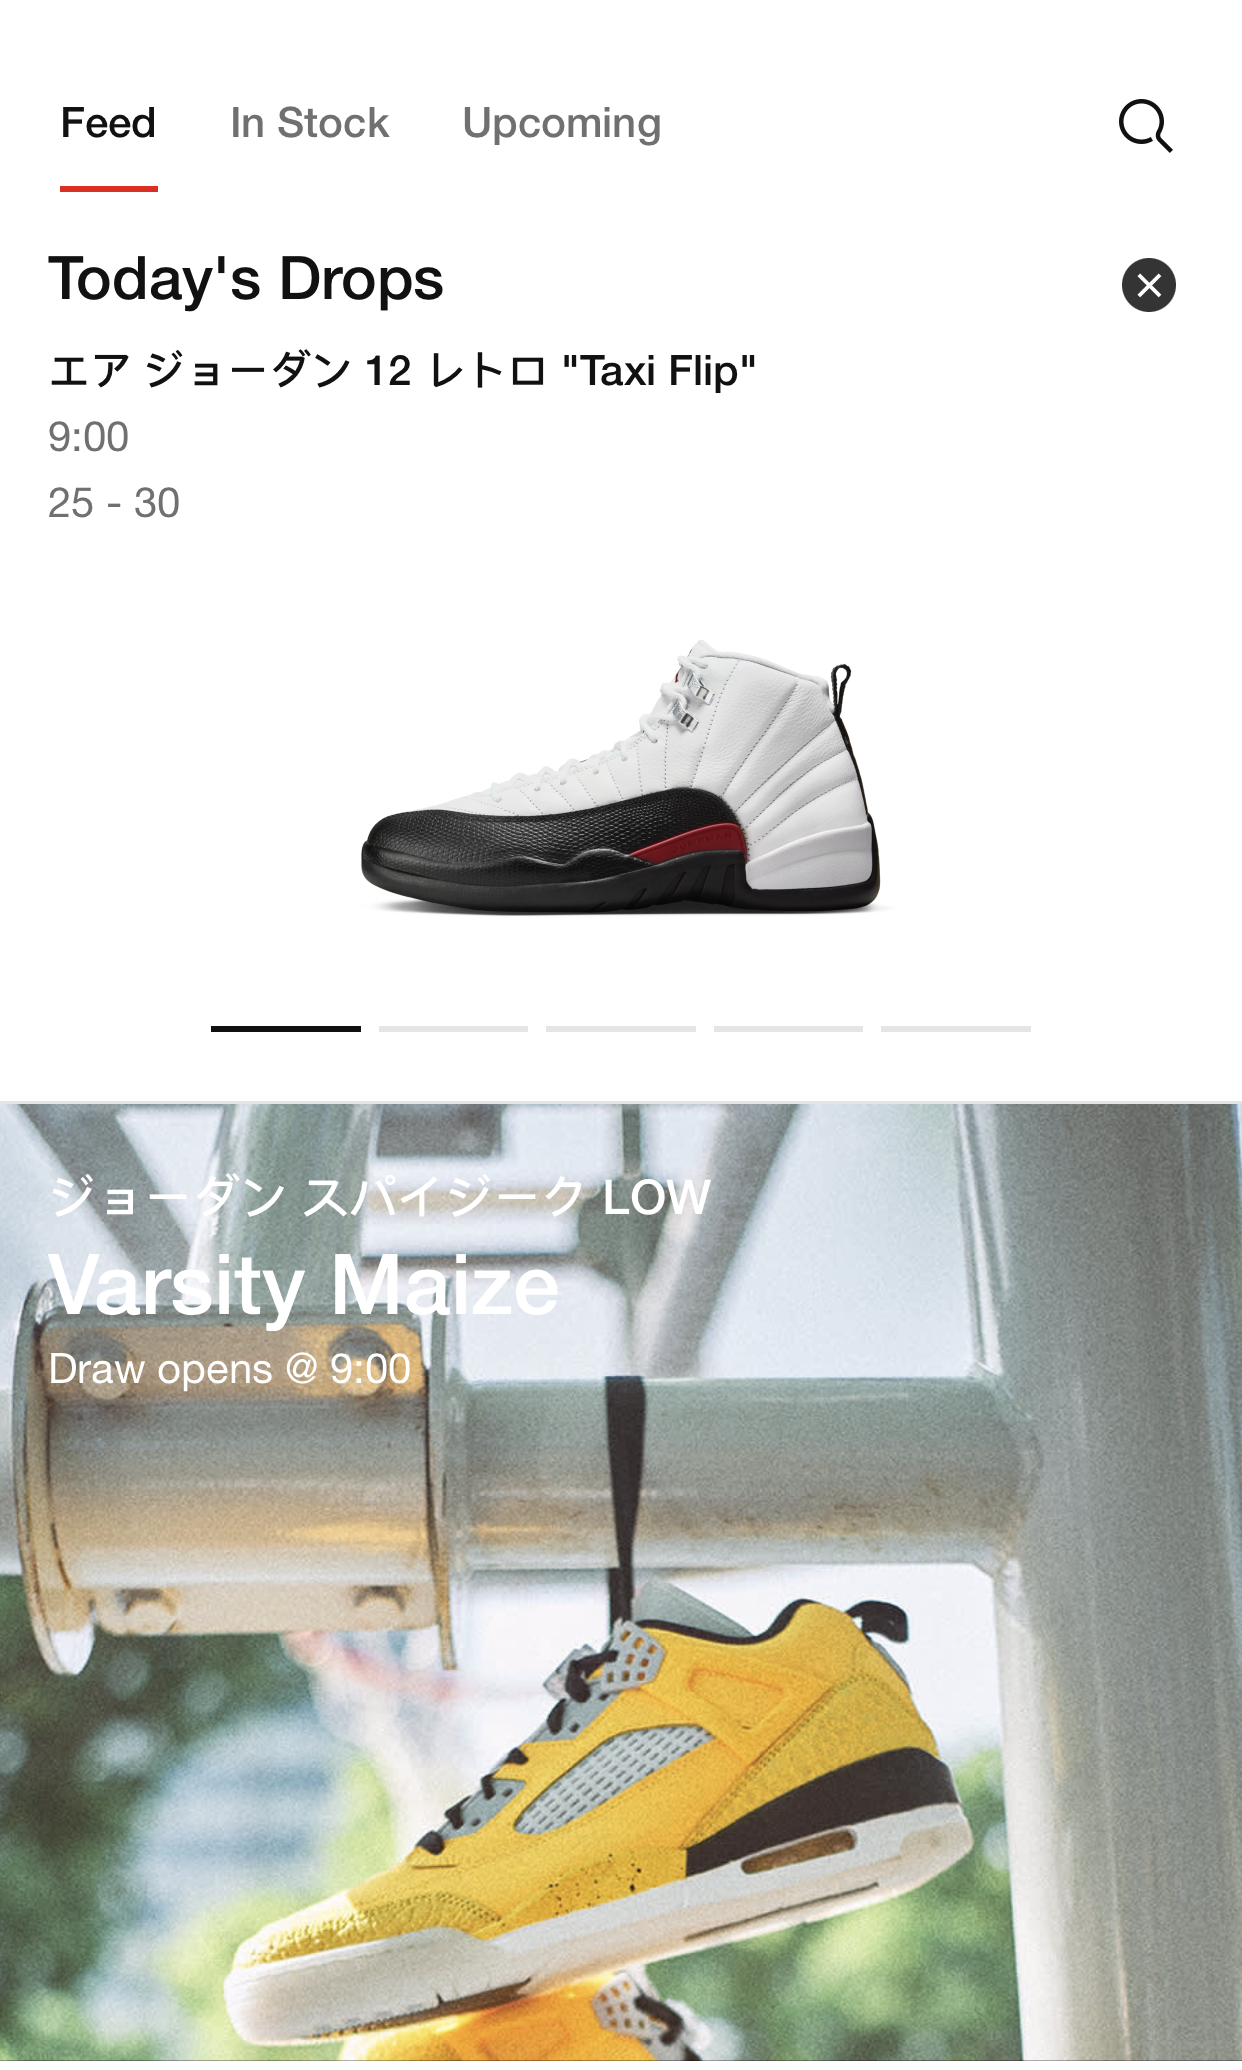 Feed
In Stock
Upcoming
Today's Drops
エア ジョーダン 12 レトロ "Taxi Flip"
9:00
25 - 30
ジョーダン スパイジーク LOW
Varsity Maize
Draw opens @ 9:00